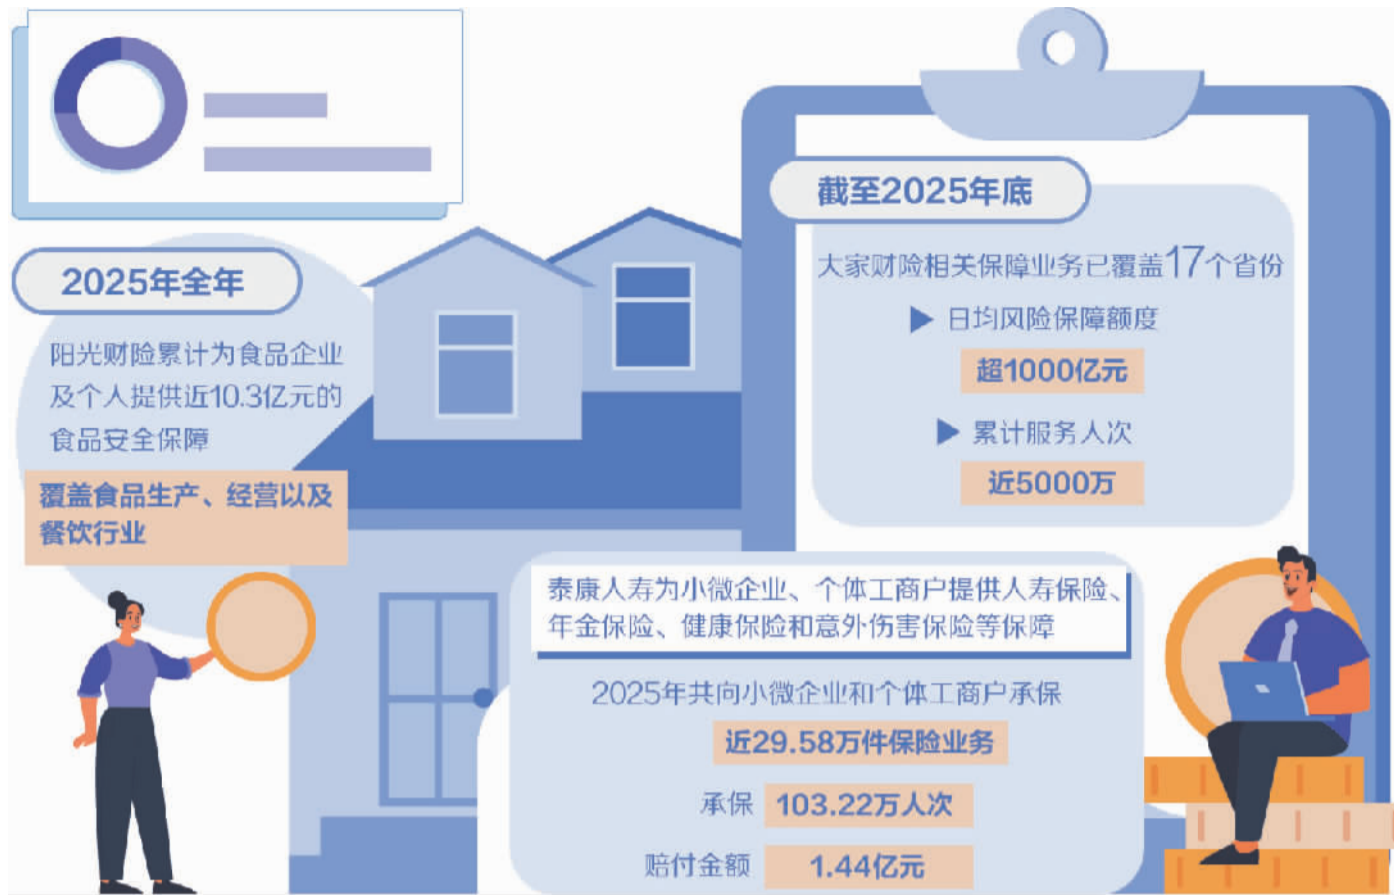 2025年全年
阳光财险累计为食品企业
及个人提供近10.3亿元的
食品安全保障
覆盖食品生产、经营以及
餐饮行业
截至2025年底
大家财险相关保障业务已覆盖17个省份
日均风险保障额度
超1000亿元
累计服务人次
近5000万
泰康人寿为小微企业、个体工商户提供人寿保险、
年金保险、健康保险和意外伤害保险等保障
2025年共向小微企业和个体工商户承保
近29.58万件保险业务
承保 103.22万人次
赔付金额 1.44亿元